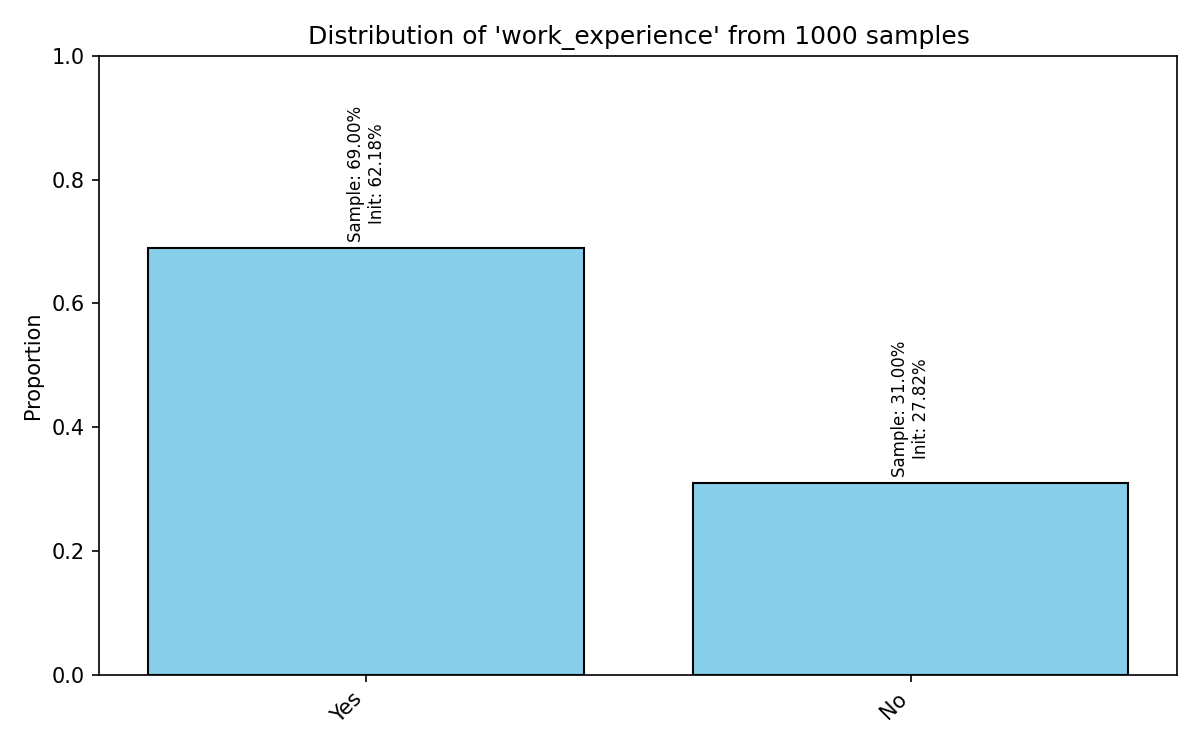 Distribution of 'work_experience' from 1000 samples
Proportion
1.0
0.8
0.6
0.4
0.2
0.0
Sample: 69.00%
Init: 62.18%
Sample: 31.00%
Init: 27.82%
Yes
No